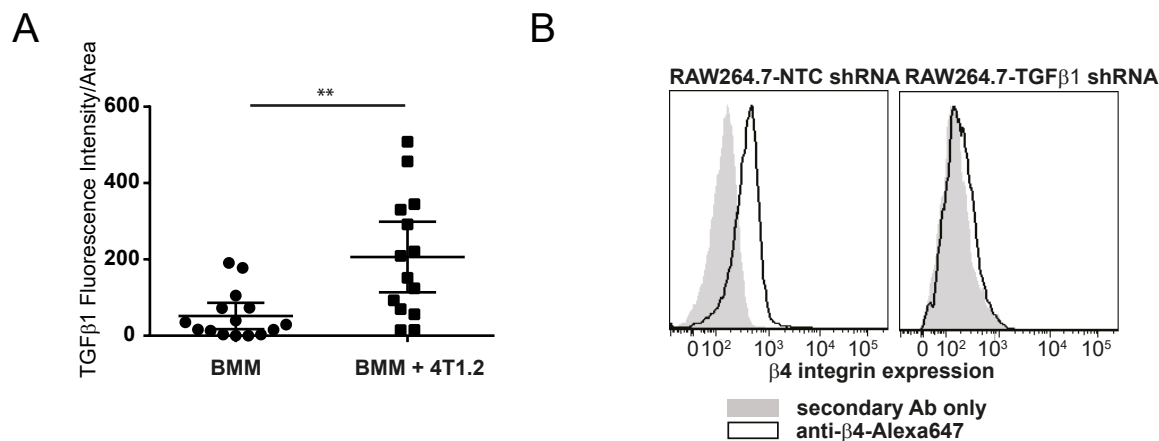 A
TGFβ1 Fluorescence Intensity/Area
**
600
400
200
0
BMM
BMM + 4T1.2
B
RAW264.7-NTC shRNA RAW264.7-TGFβ1 shRNA
0 10² 10³ 10⁴ 10⁵ 0 10² 10³ 10⁴ 10⁵
β4 integrin expression
secondary Ab only
anti-β4-Alexa647